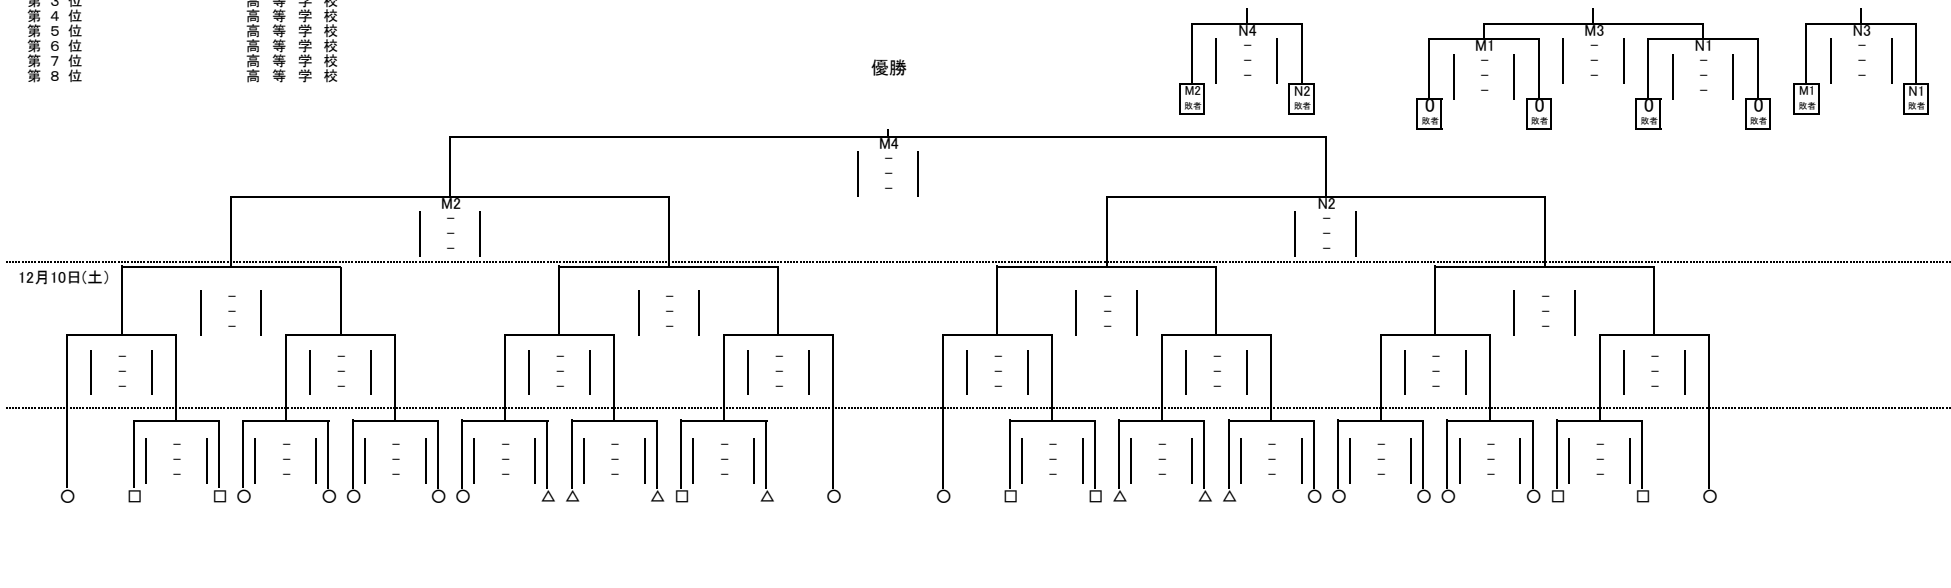 第 3 位 高 等 学 校
第 4 位 高 等 学 校
第 5 位 高 等 学 校
第 6 位 高 等 学 校
第 7 位 高 等 学 校
第 8 位 高 等 学 校
優勝
N4
M2 敗者
N2 敗者
M3
M1
N1
0 敗者
0 敗者
0 敗者
0 敗者
N3
M1 敗者
N1 敗者
M4
M2
N2
12月10日(土)
○ □ □ ○ ○ ○ ○ ○ △ △ △ □ △ ○ ○ □ □ △ △ △ ○ ○ ○ ○ ○ □ □ ○